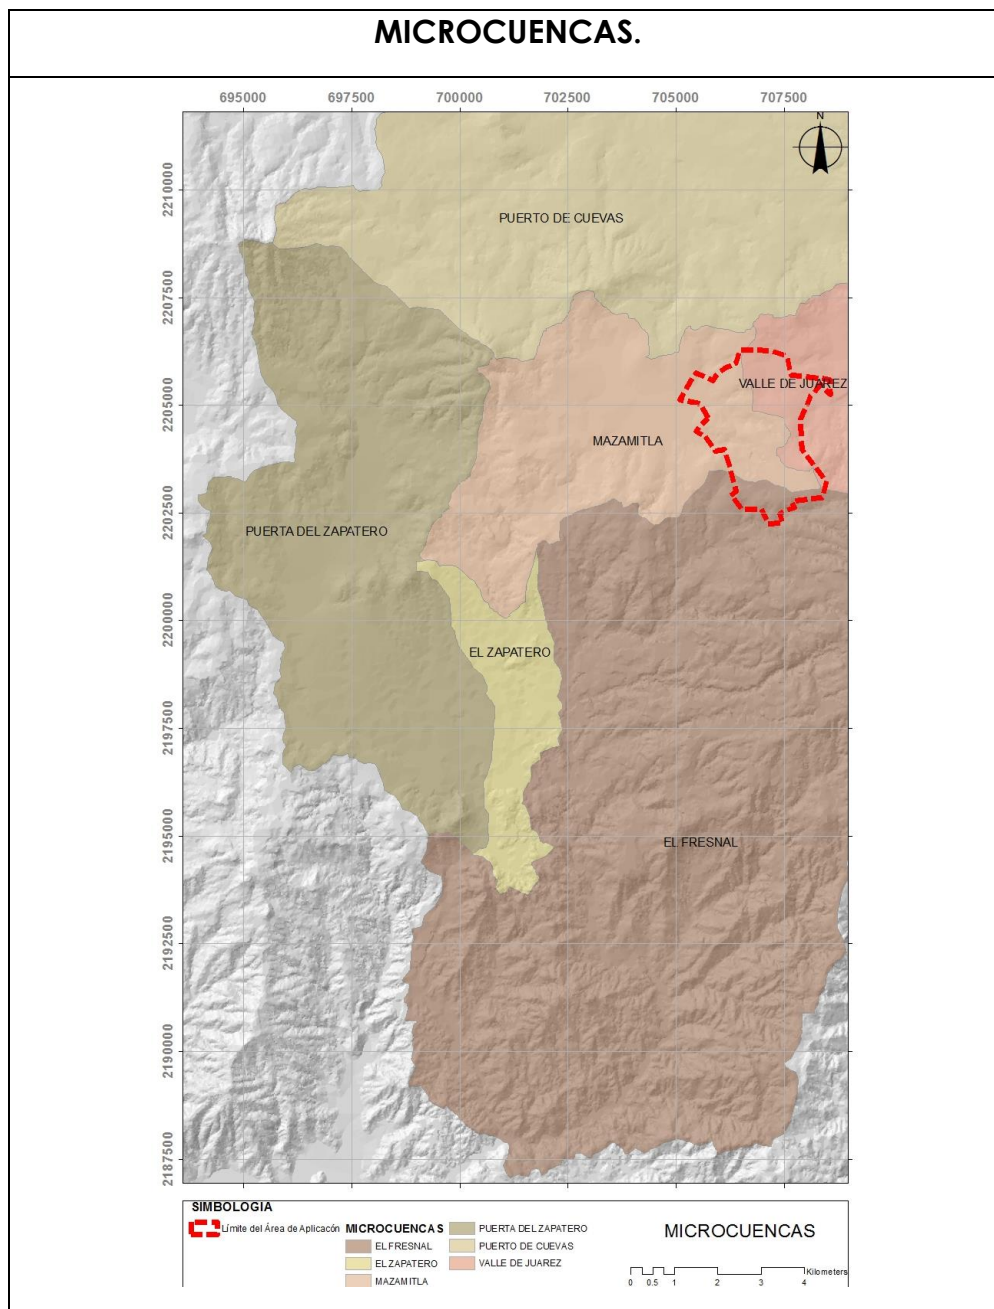 MICROCUENCAS.
695000 697500 700000 702500 705000 707500
N
2210000
PUERTO DE CUEVAS
2207500
VALLE DE JUAREZ
2205000
MAZAMITLA
2202500
PUERTA DEL ZAPATERO
2200000
EL ZAPATERO
2197500
2195000
EL FRESNAL
2192500
2190000
2187500
SIMBOLOGIA
Límite del Área de Aplicacón
MICROCUENCAS
EL FRESNAL
EL ZAPATERO
MAZAMITLA
PUERTA DEL ZAPATERO
PUERTO DE CUEVAS
VALLE DE JUAREZ
MICROCUENCAS
Kilometers
0 0.5 1 2 3 4